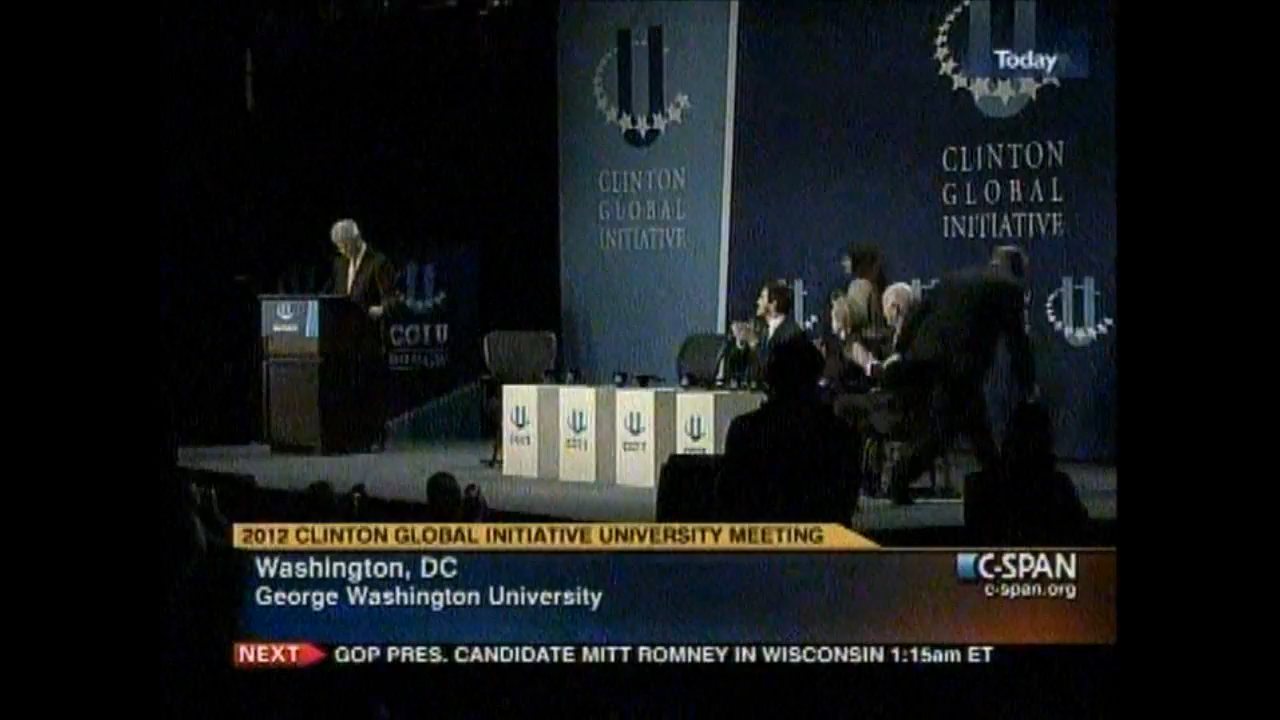 Today
CLINTON
GLOBAL
INITIATIVE
CLINTON
GLOBAL
INITIATIVE
CGIU
2012 CLINTON GLOBAL INITIATIVE UNIVERSITY MEETING
Washington, DC
George Washington University
C-SPAN
c-span.org
NEXT GOP PRES. CANDIDATE MITT ROMNEY IN WISCONSIN 1:15am ET